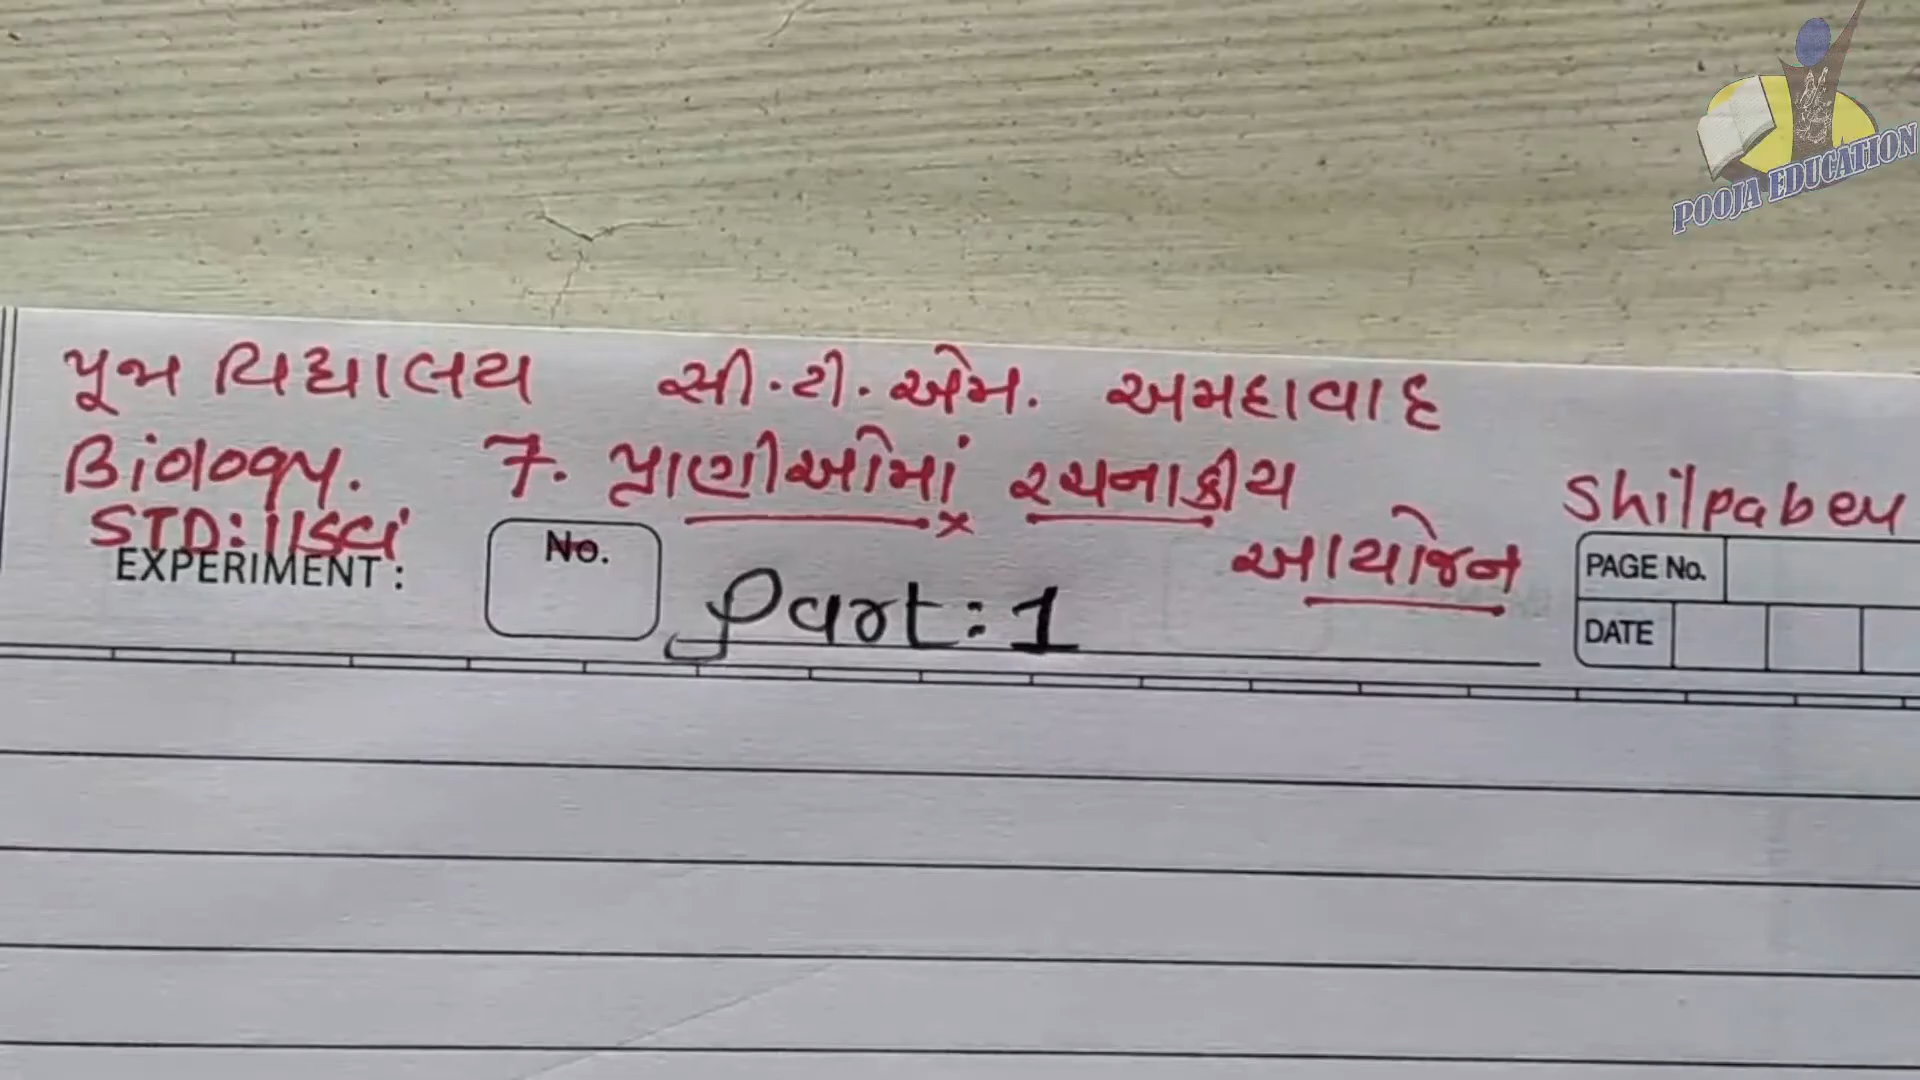 POOJA EDUCATION
પૂજા વિદ્યાલય સી.ટી.એમ. અમદાવાદ
Biology. 7. પ્રાણીઓમાં રચનાકીય
આયોજન
STD: 11 sci
Shilpaben
EXPERIMENT :
No.
Part : 1
PAGE No.
DATE